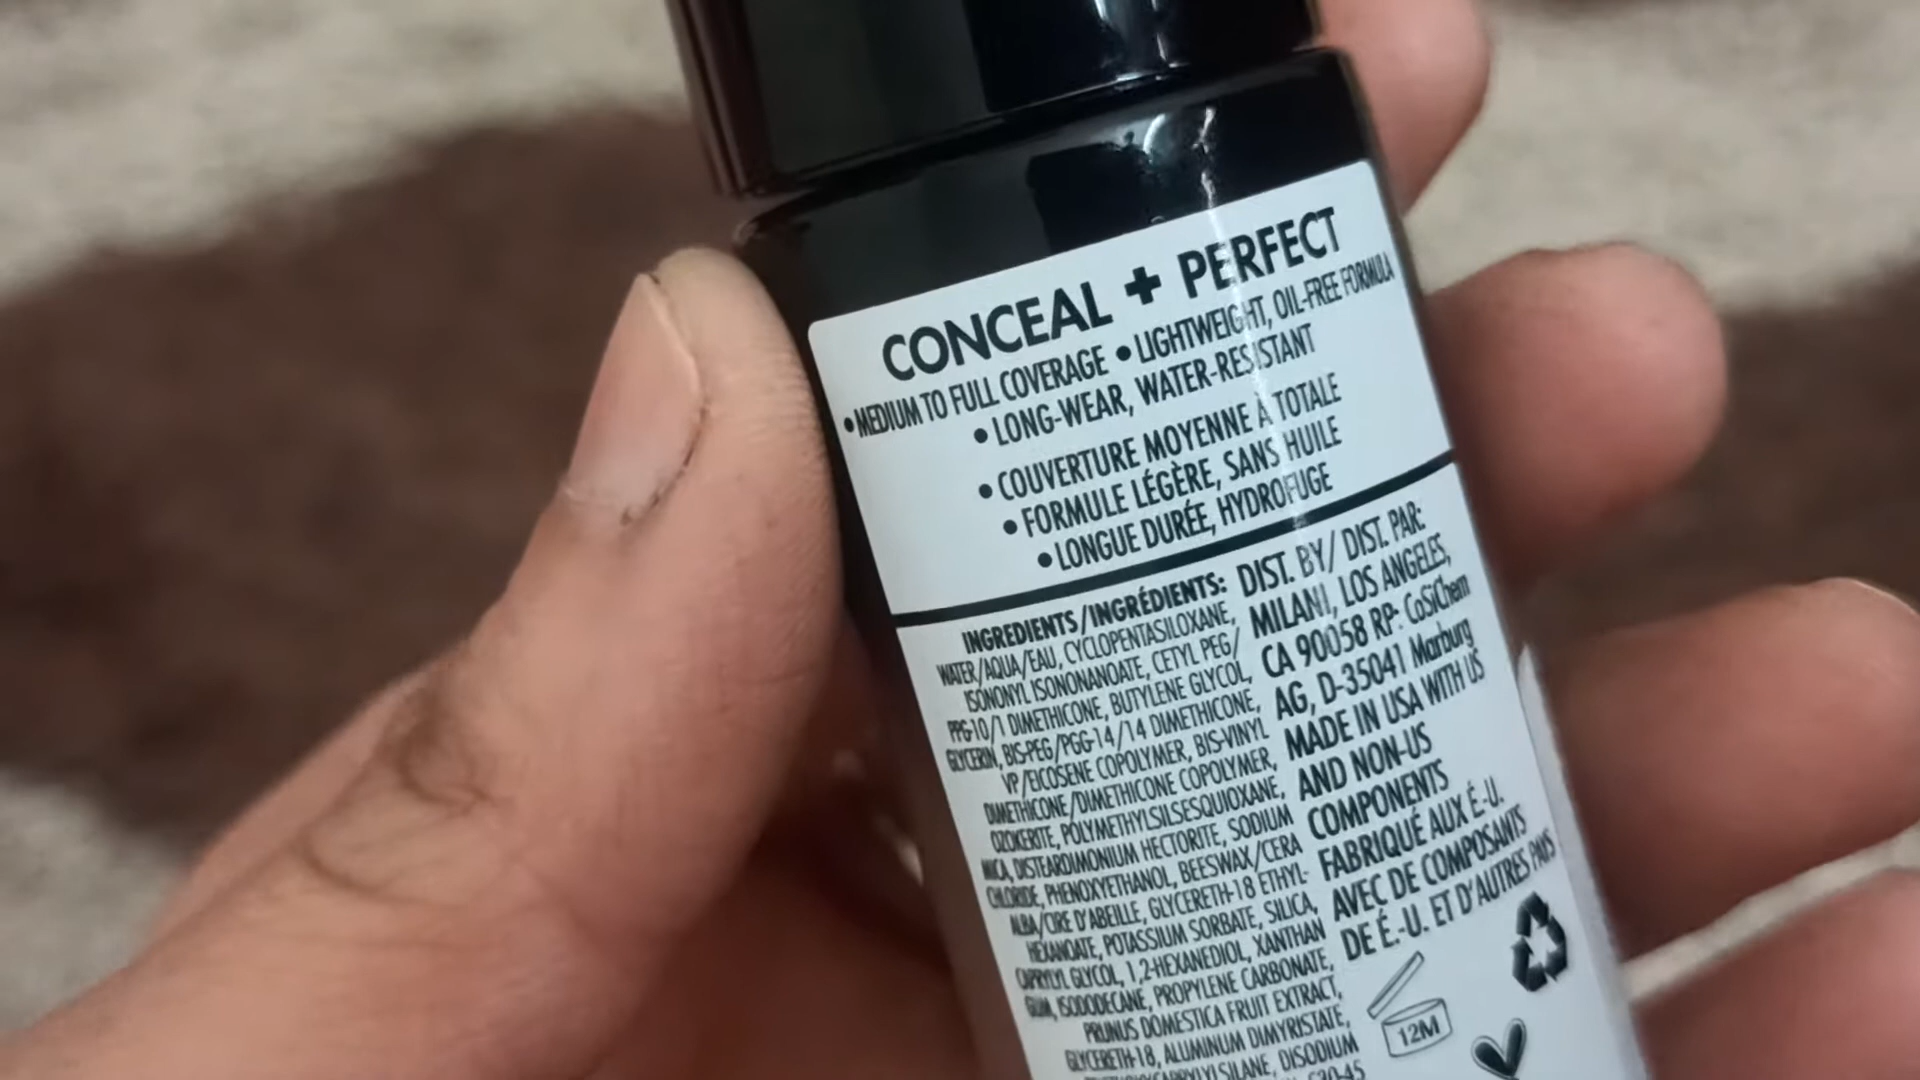 CONCEAL + PERFECT
• MEDIUM TO FULL COVERAGE • LIGHTWEIGHT, OIL-FREE FORMULA
• LONG-WEAR, WATER-RESISTANT
• COUVERTURE MOYENNE À TOTALE
• FORMULE LÉGÈRE, SANS HUILE
• LONGUE DURÉE, HYDROFUGE
INGREDIENTS/INGRÉDIENTS:
WATER/AQUA/EAU, CYCLOPENTASILOXANE,
ISONONYL ISONONANOATE, CETYL PEG/
PPG-10/1 DIMETHICONE, BUTYLENE GLYCOL,
GLYCERIN, BIS-PEG/PGG-14/14 DIMETHICONE,
VP/EICOSENE COPOLYMER, BIS-VINYL
DIMETHICONE/DIMETHICONE COPOLYMER,
OZOKERITE, POLYMETHYLSILSESQUIOXANE,
MICA, DISTEARDIMONIUM HECTORITE, SODIUM
CHLORIDE, PHENOXYETHANOL, BEESWAX/CERA
ALBA/CIRE D'ABEILLE, GLYCERETH-18 ETHYL-
HEXANOATE, POTASSIUM SORBATE, SILICA,
CAPRYLYL GLYCOL, 1,2-HEXANEDIOL, XANTHAN
GUM, ISODODECANE, PROPYLENE CARBONATE,
PRUNUS DOMESTICA FRUIT EXTRACT,
GLYCERETH-18, ALUMINUM DIMYRISTATE,
DISODIUM
DIST. BY/ DIST. PAR:
MILANI, LOS ANGELES,
CA 90058 RP: CoSiChem
AG, D-35041 Marburg
MADE IN USA WITH US
AND NON-US
COMPONENTS
FABRIQUÉ AUX É.-U.
AVEC DE COMPOSANTS
DE É.-U. ET D'AUTRES PAYS
12M